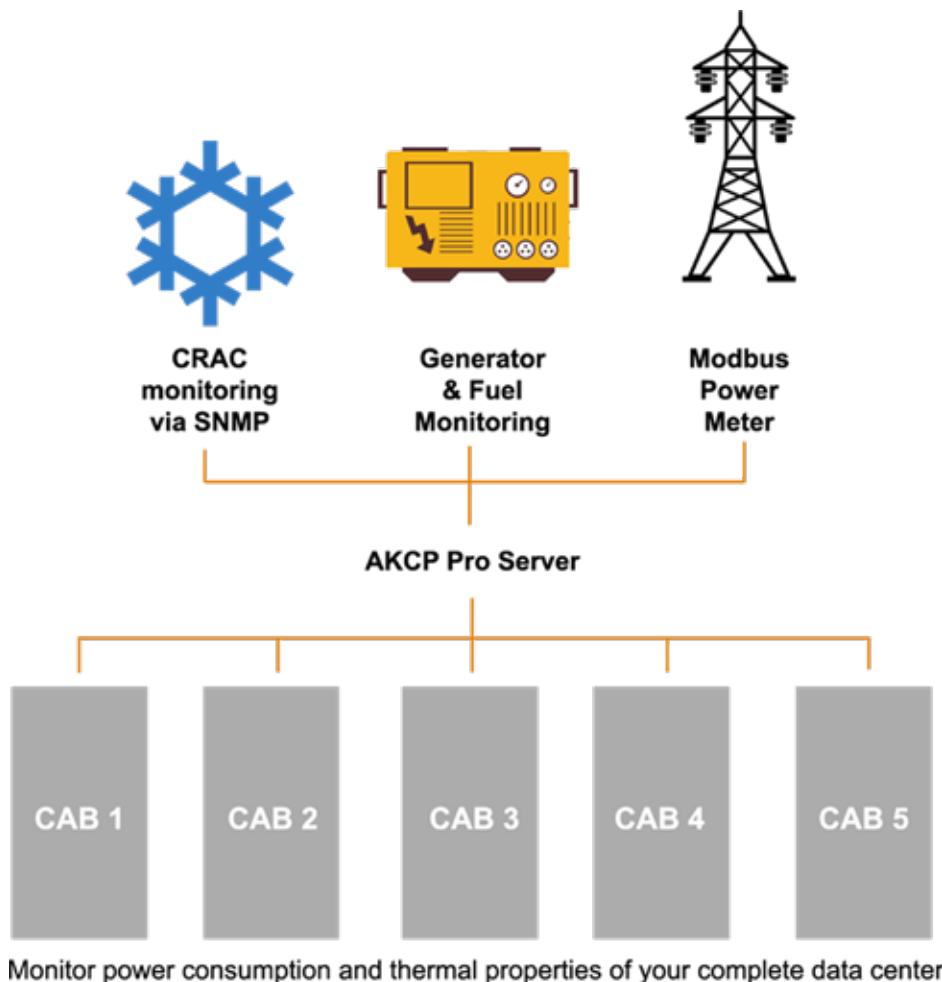 CRAC
monitoring
via SNMP
Generator
& Fuel
Monitoring
Modbus
Power
Meter
AKCP Pro Server
CAB 1
CAB 2
CAB 3
CAB 4
CAB 5
Monitor power consumption and thermal properties of your complete data center